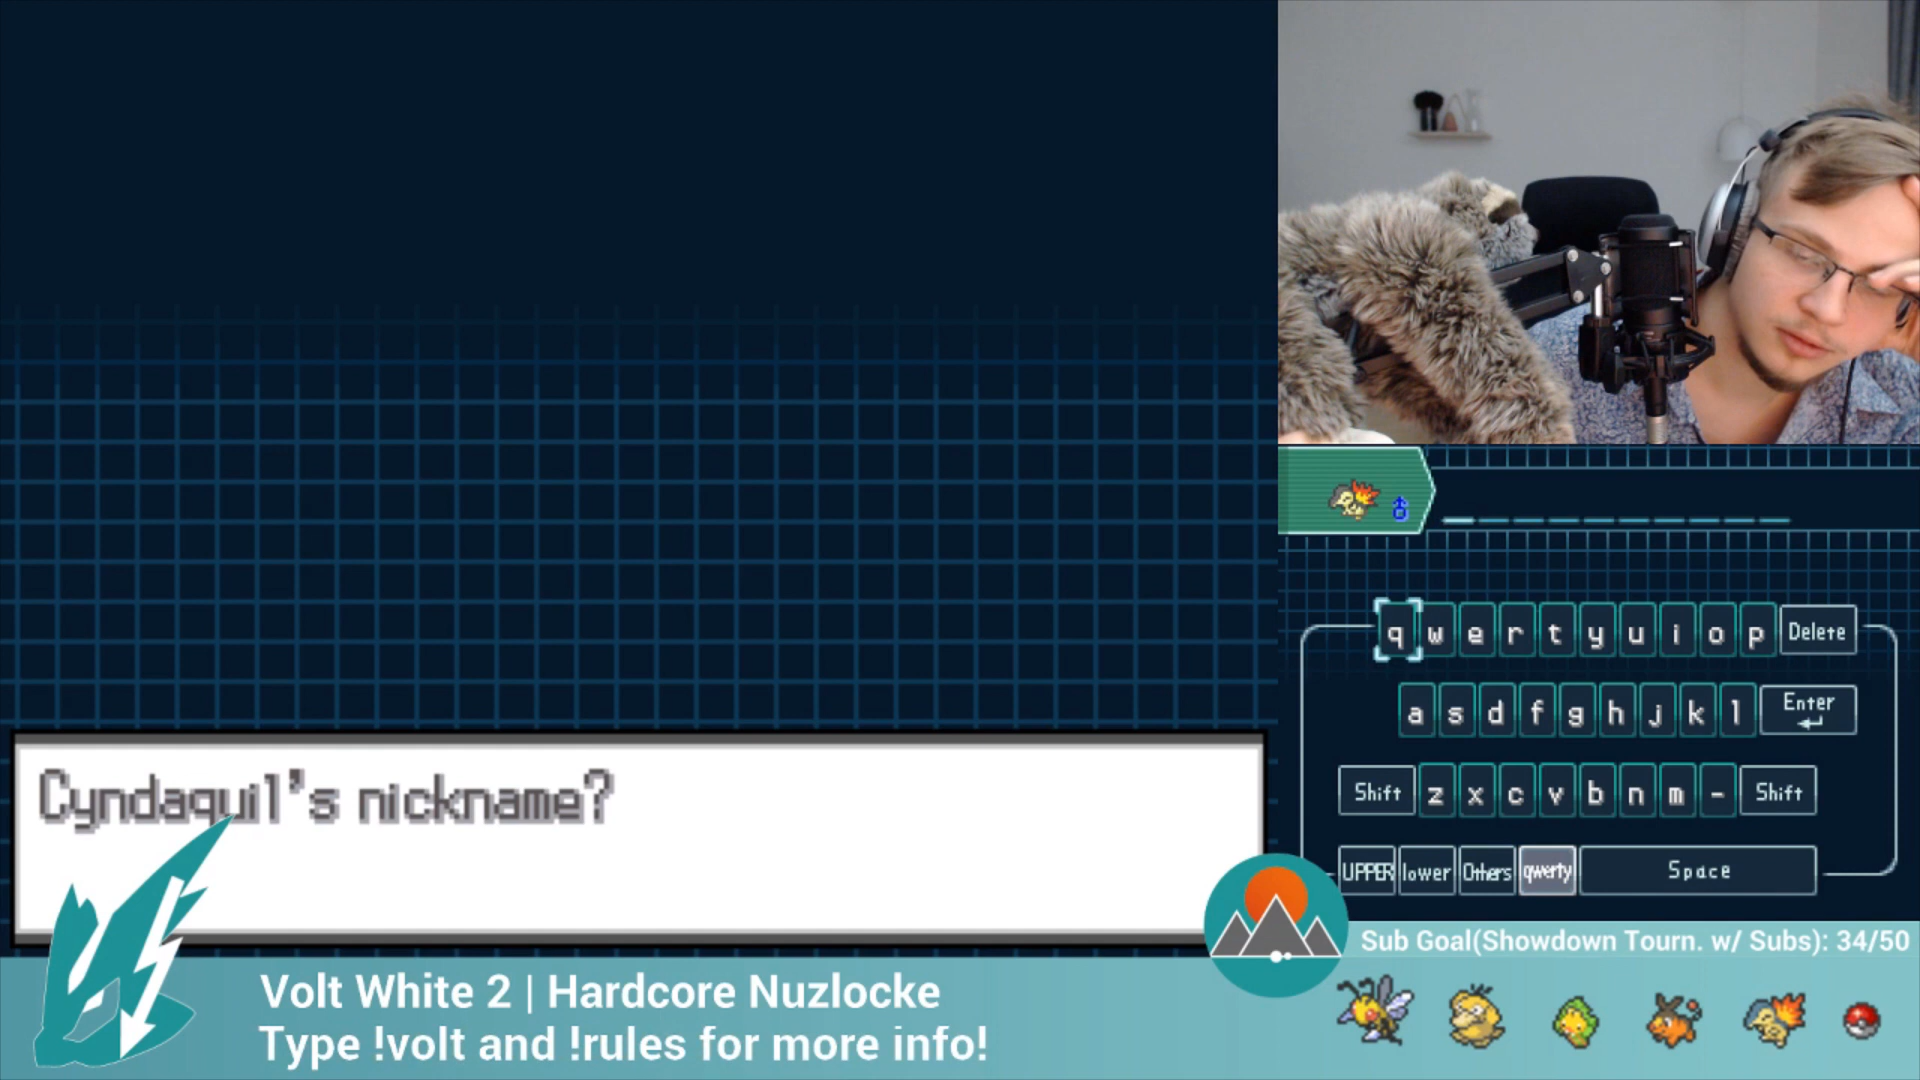 q w e r t y u i o p Delete
a s d f g h j k l Enter
Shift z x c v b n m - Shift
UPPER lower Others qwerty Space
Cyndaquil's nickname?
Sub Goal(Showdown Tourn. w/ Subs): 34/50
Volt White 2 | Hardcore Nuzlocke
Type !volt and !rules for more info!